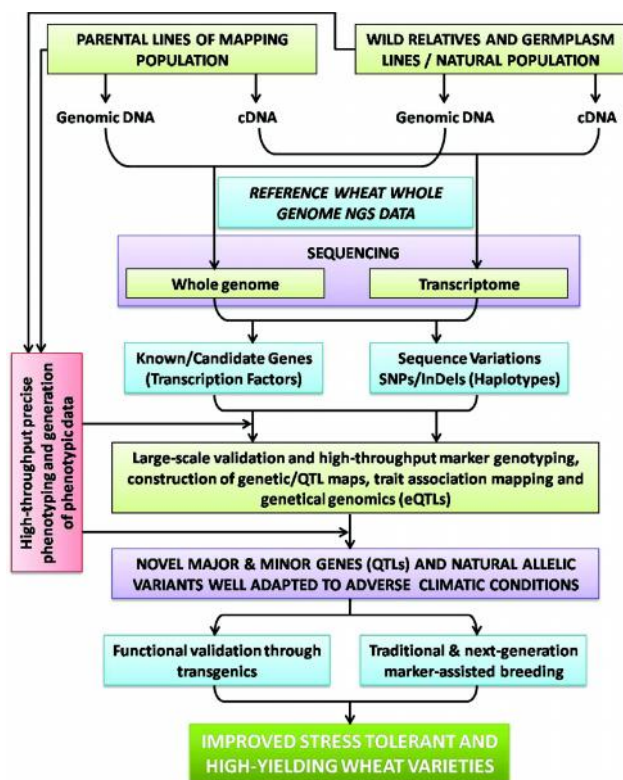 PARENTAL LINES OF MAPPING
POPULATION
WILD RELATIVES AND GERMPLASM
LINES / NATURAL POPULATION
Genomic DNA
cDNA
Genomic DNA
cDNA
REFERENCE WHEAT WHOLE
GENOME NGS DATA
SEQUENCING
Whole genome
Transcriptome
Known/Candidate Genes
(Transcription Factors)
Sequence Variations
SNPs/InDels (Haplotypes)
High-throughput precise
phenotyping and generation
of phenotypic data
Large-scale validation and high-throughput marker genotyping,
construction of genetic/QTL maps, trait association mapping and
genetical genomics (eQTLs)
NOVEL MAJOR & MINOR GENES (QTLs) AND NATURAL ALLELIC
VARIANTS WELL ADAPTED TO ADVERSE CLIMATIC CONDITIONS
Functional validation through
transgenics
Traditional & next-generation
marker-assisted breeding
IMPROVED STRESS TOLERANT AND
HIGH-YIELDING WHEAT VARIETIES